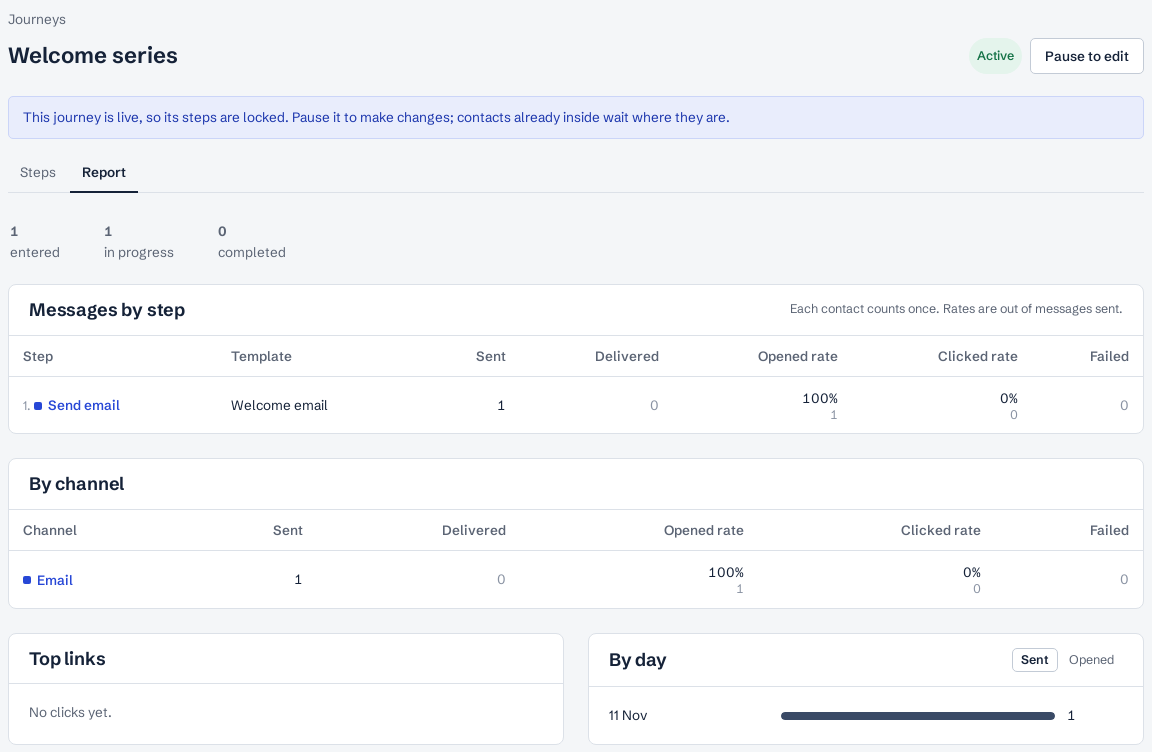 Journeys
Welcome series
Active
Pause to edit
This journey is live, so its steps are locked. Pause it to make changes; contacts already inside wait where they are.
Steps Report
1 1 0
entered in progress completed
Messages by step
Each contact counts once. Rates are out of messages sent.
Step Template Sent Delivered Opened rate Clicked rate Failed
1. Send email Welcome email 1 0 100% 0% 0
1 0
By channel
Channel Sent Delivered Opened rate Clicked rate Failed
Email 1 0 100% 0% 0
1 0
Top links
No clicks yet.
By day
Sent Opened
11 Nov 1